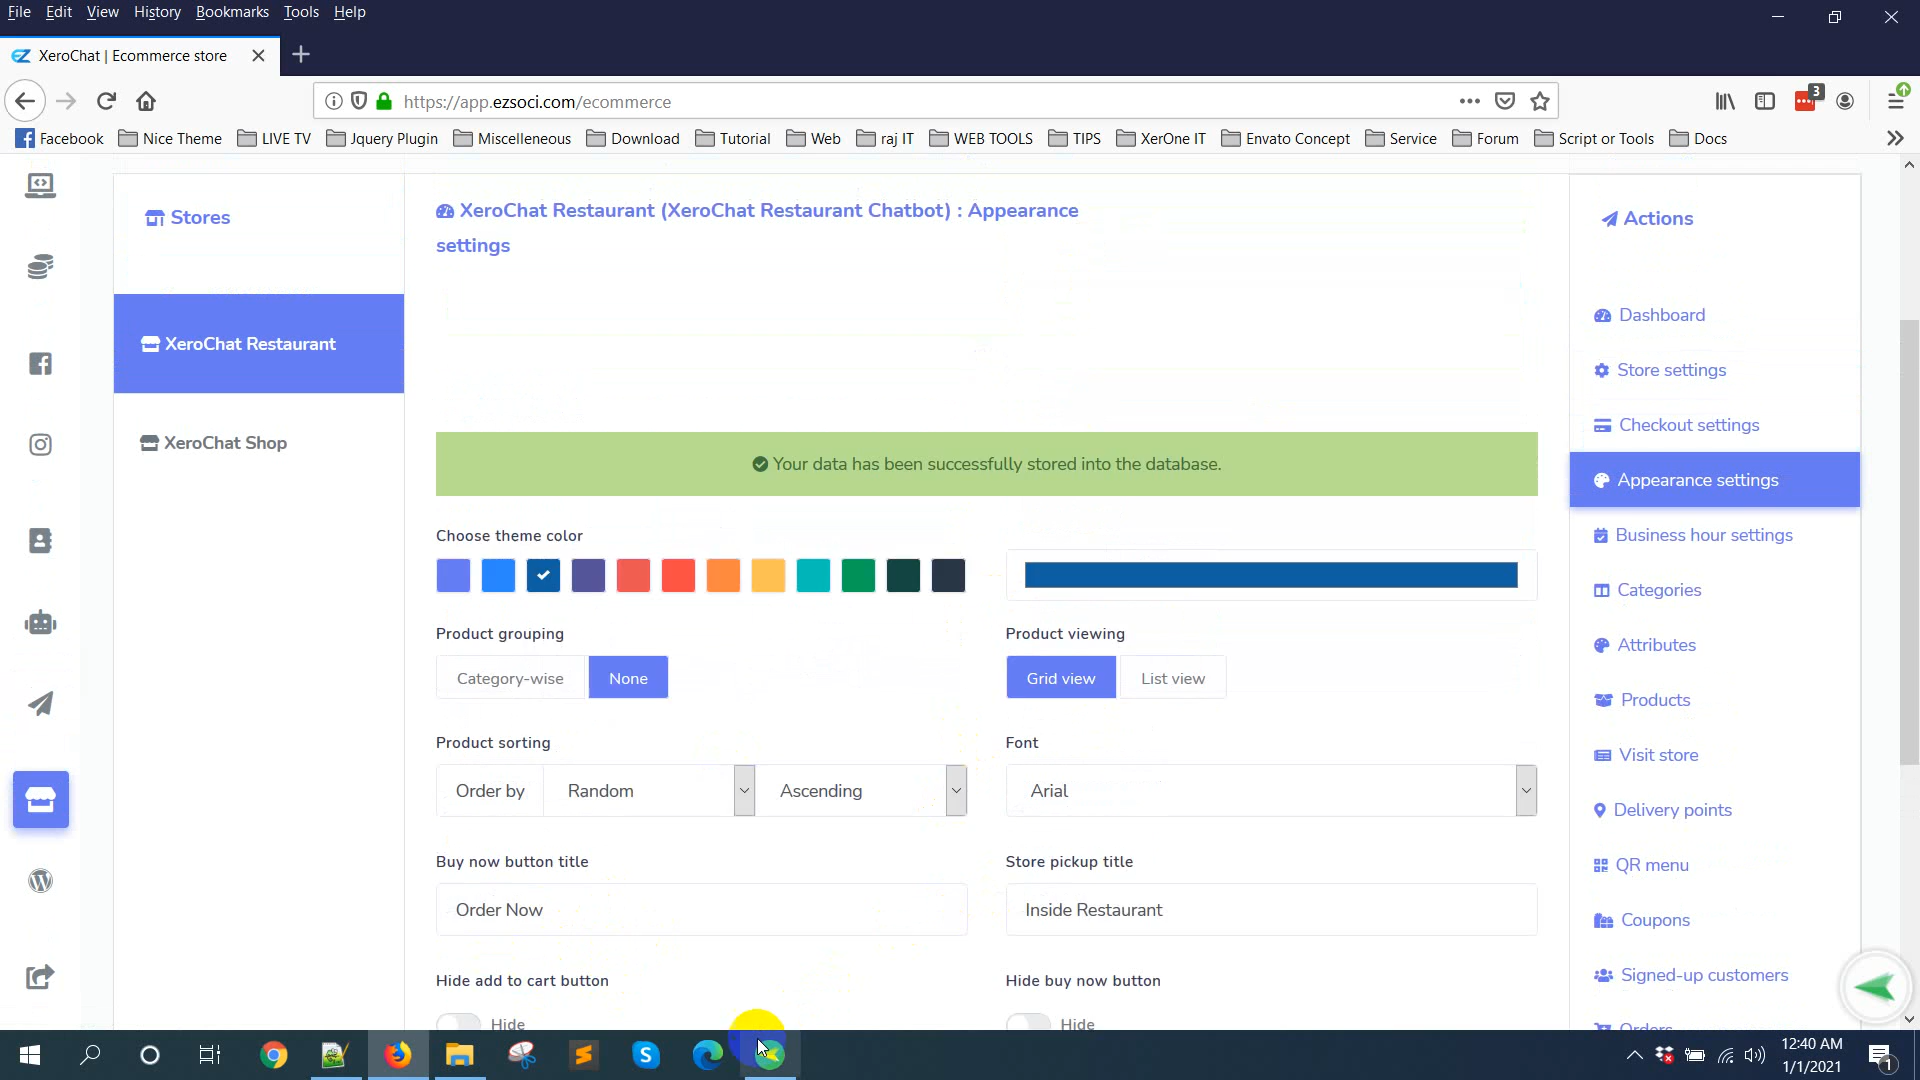 File Edit View History Bookmarks Tools Help
XeroChat | Ecommerce store
https://app.ezsoci.com/ecommerce
3
Facebook Nice Theme LIVE TV Jquery Plugin Miscelleneous Download Tutorial Web raj IT WEB TOOLS TIPS XerOne IT Envato Concept Service Forum Script or Tools Docs
Stores
XeroChat Restaurant
XeroChat Shop
XeroChat Restaurant (XeroChat Restaurant Chatbot) : Appearance
settings
Your data has been successfully stored into the database.
Choose theme color
Product grouping
Category-wise None
Product viewing
Grid view List view
Product sorting
Order by Random Ascending
Font
Arial
Buy now button title
Order Now
Store pickup title
Inside Restaurant
Hide add to cart button
Hide
Hide buy now button
Hide
Actions
Dashboard
Store settings
Checkout settings
Appearance settings
Business hour settings
Categories
Attributes
Products
Visit store
Delivery points
QR menu
Coupons
Signed-up customers
Orders
12:40 AM
1/1/2021
1